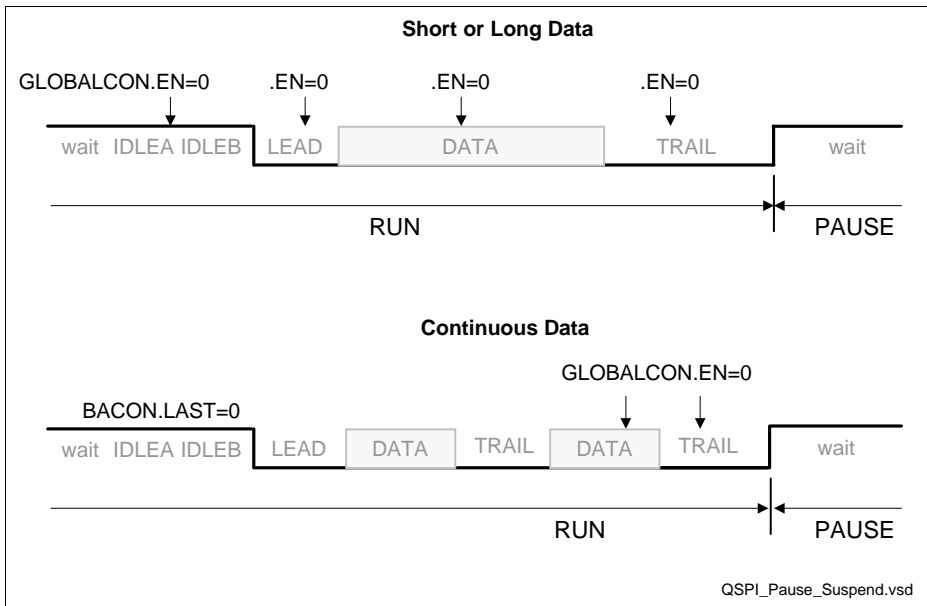 Short or Long Data
GLOBALCON.EN=0 .EN=0 .EN=0 .EN=0
wait IDLEA IDLEB LEAD DATA TRAIL wait
RUN PAUSE
Continuous Data
GLOBALCON.EN=0
BACON.LAST=0
wait IDLEA IDLEB LEAD DATA TRAIL DATA TRAIL wait
RUN PAUSE
QSPI_Pause_Suspend.vsd